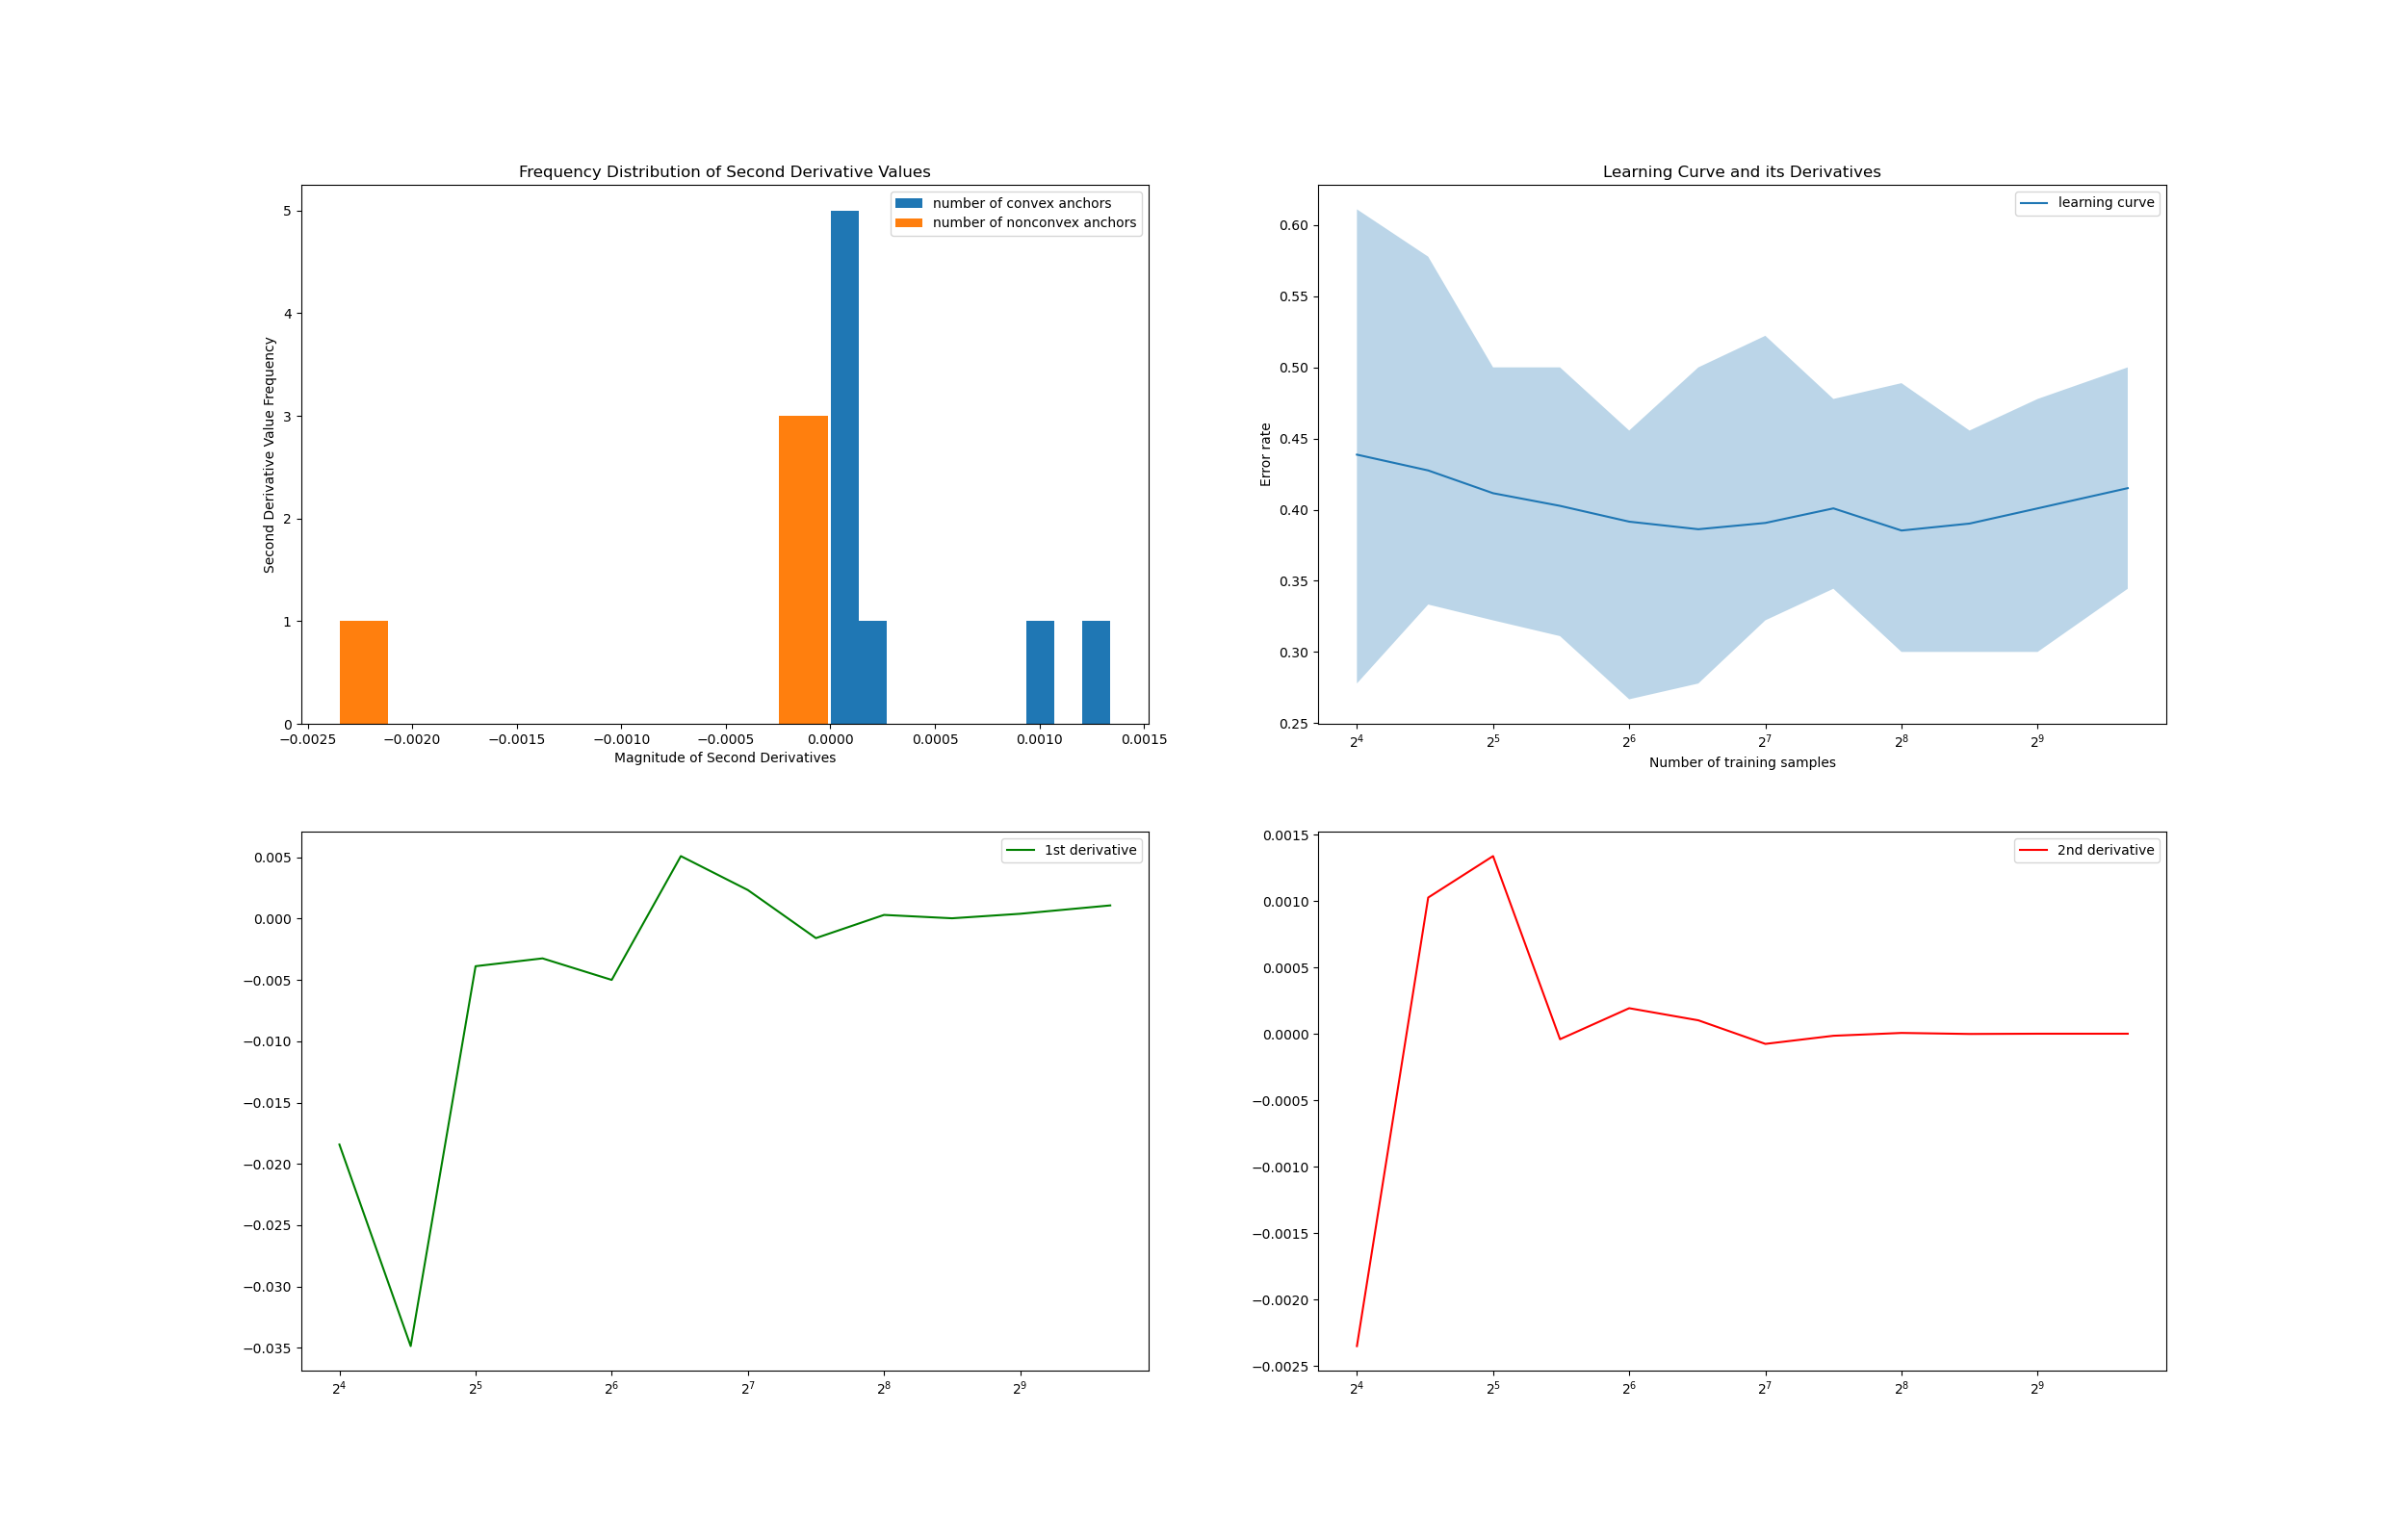 Frequency Distribution of Second Derivative Values
number of convex anchors
number of nonconvex anchors
5
4
3
2
1
0
Second Derivative Value Frequency
−0.0025 −0.0020 −0.0015 −0.0010 −0.0005 0.0000 0.0005 0.0010 0.0015
Magnitude of Second Derivatives
Learning Curve and its Derivatives
learning curve
0.60
0.55
0.50
0.45
0.40
0.35
0.30
0.25
Error rate
2⁴ 2⁵ 2⁶ 2⁷ 2⁸ 2⁹
Number of training samples
1st derivative
0.005
0.000
−0.005
−0.010
−0.015
−0.020
−0.025
−0.030
−0.035
2⁴ 2⁵ 2⁶ 2⁷ 2⁸ 2⁹
2nd derivative
0.0015
0.0010
0.0005
0.0000
−0.0005
−0.0010
−0.0015
−0.0020
−0.0025
2⁴ 2⁵ 2⁶ 2⁷ 2⁸ 2⁹